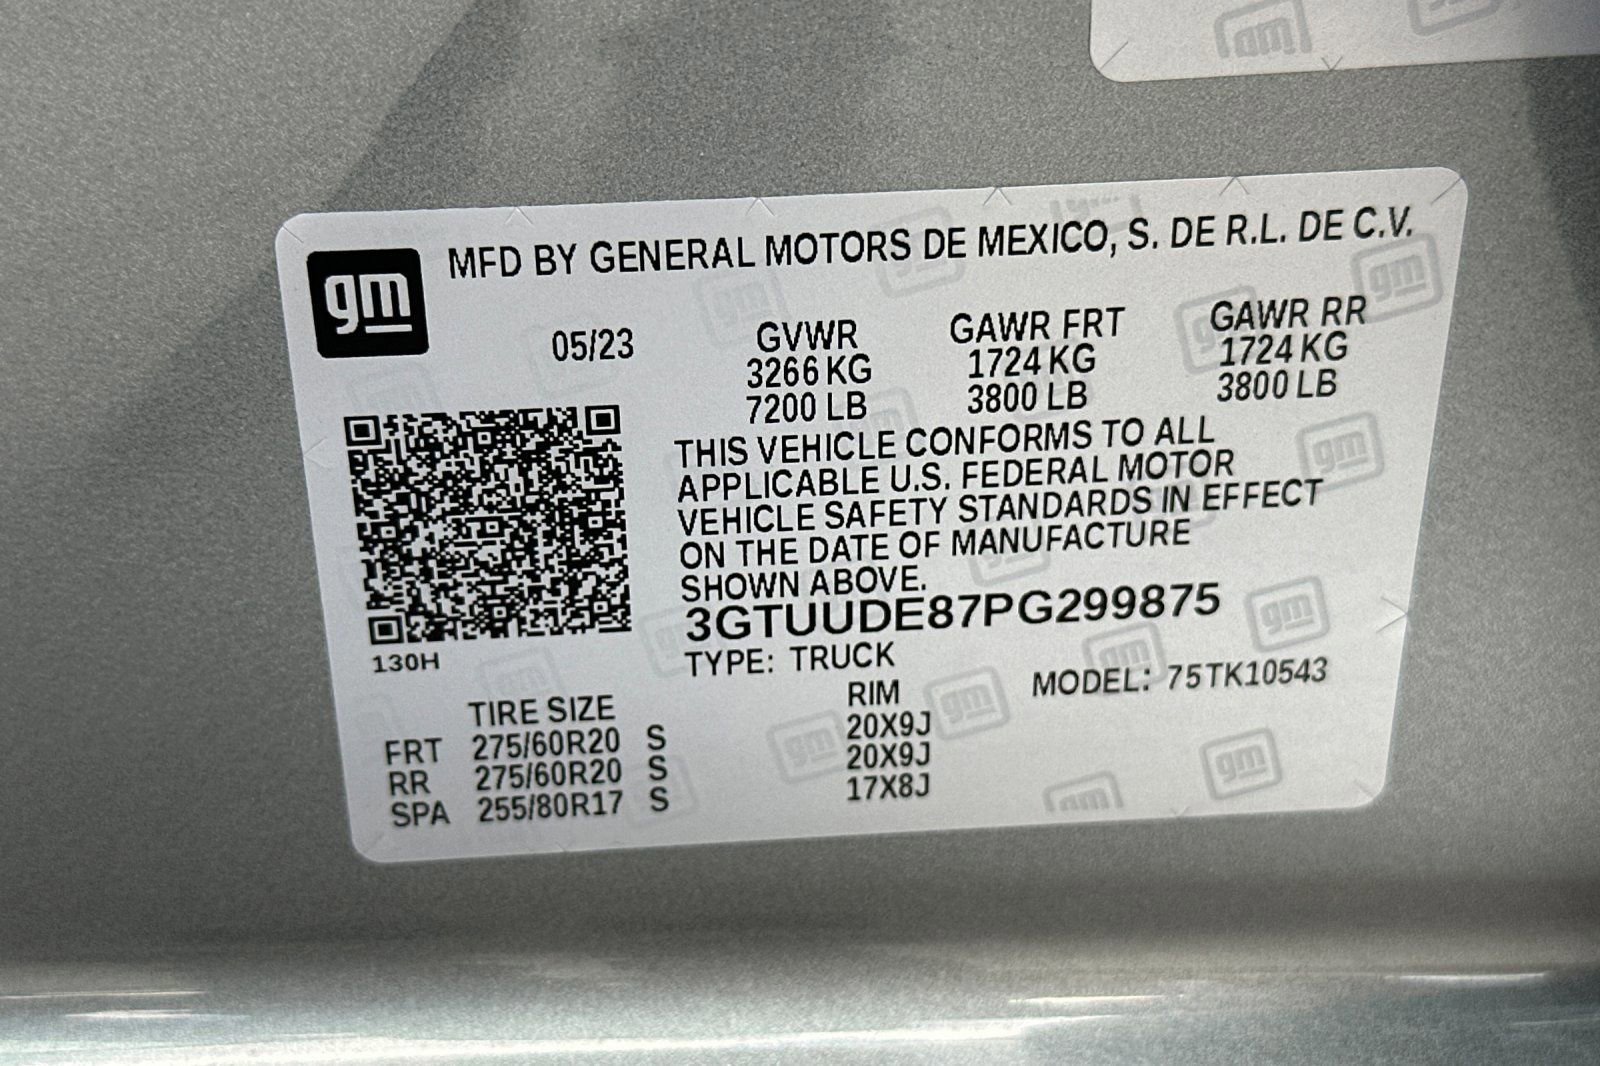 gm
MFD BY GENERAL MOTORS DE MEXICO, S. DE R.L. DE C.V.
05/23
GVWR GAWR FRT GAWR RR
3266 KG 1724 KG 1724 KG
7200 LB 3800 LB 3800 LB
THIS VEHICLE CONFORMS TO ALL
APPLICABLE U.S. FEDERAL MOTOR
VEHICLE SAFETY STANDARDS IN EFFECT
ON THE DATE OF MANUFACTURE
SHOWN ABOVE.
3GTUUDE87PG299875
130H
TYPE: TRUCK
MODEL: 75TK10543
TIRE SIZE RIM
FRT 275/60R20 S 20X9J
RR 275/60R20 S 20X9J
SPA 255/80R17 S 17X8J